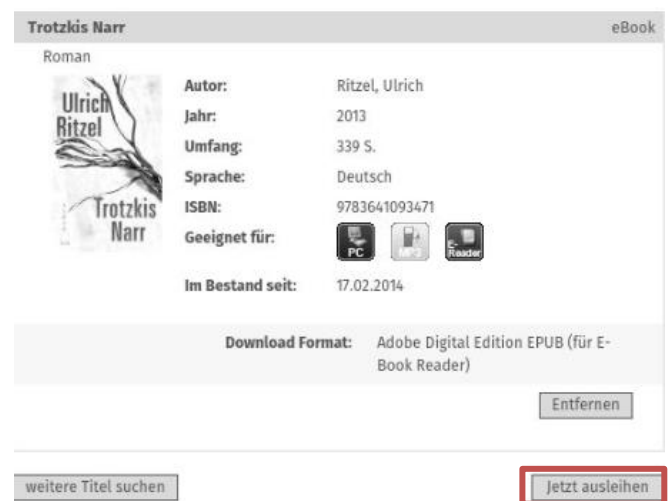 Trotzkis Narr eBook
Roman
Ulrich
Ritzel
Trotzkis
Narr
Autor: Ritzel, Ulrich
Jahr: 2013
Umfang: 339 S.
Sprache: Deutsch
ISBN: 9783641093471
Geeignet für: PC MP3 E-Reader
Im Bestand seit: 17.02.2014
Download Format: Adobe Digital Edition EPUB (für E-
Book Reader)
Entfernen
weitere Titel suchen Jetzt ausleihen